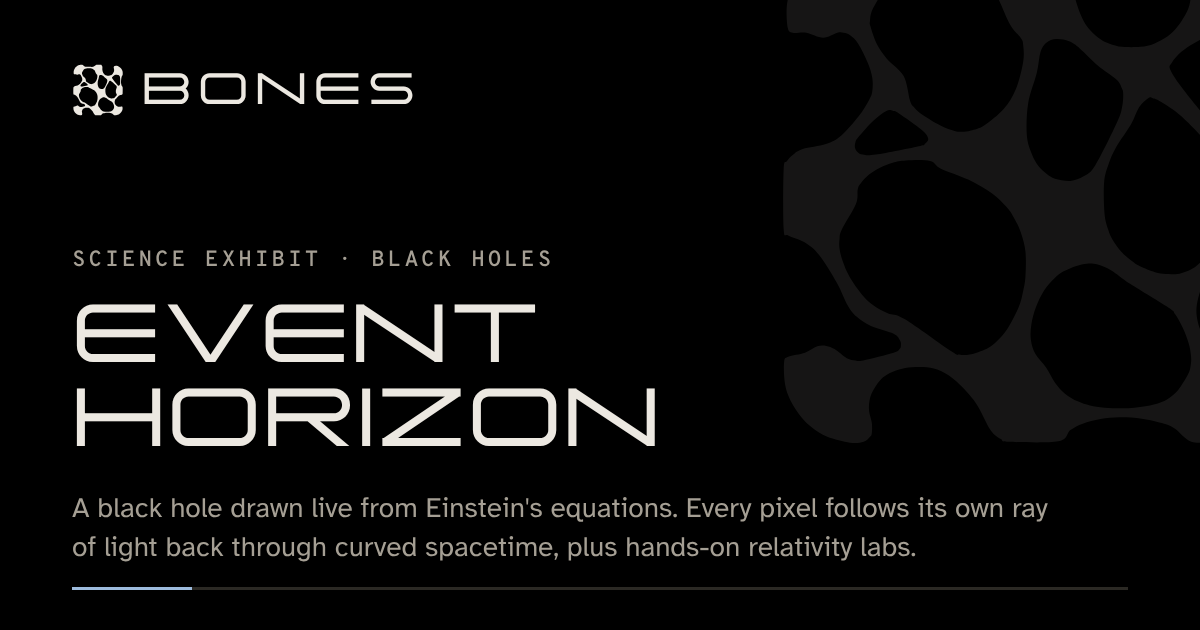 BONES
SCIENCE EXHIBIT · BLACK HOLES
EVENT
HORIZON
A black hole drawn live from Einstein's equations. Every pixel follows its own ray
of light back through curved spacetime, plus hands-on relativity labs.